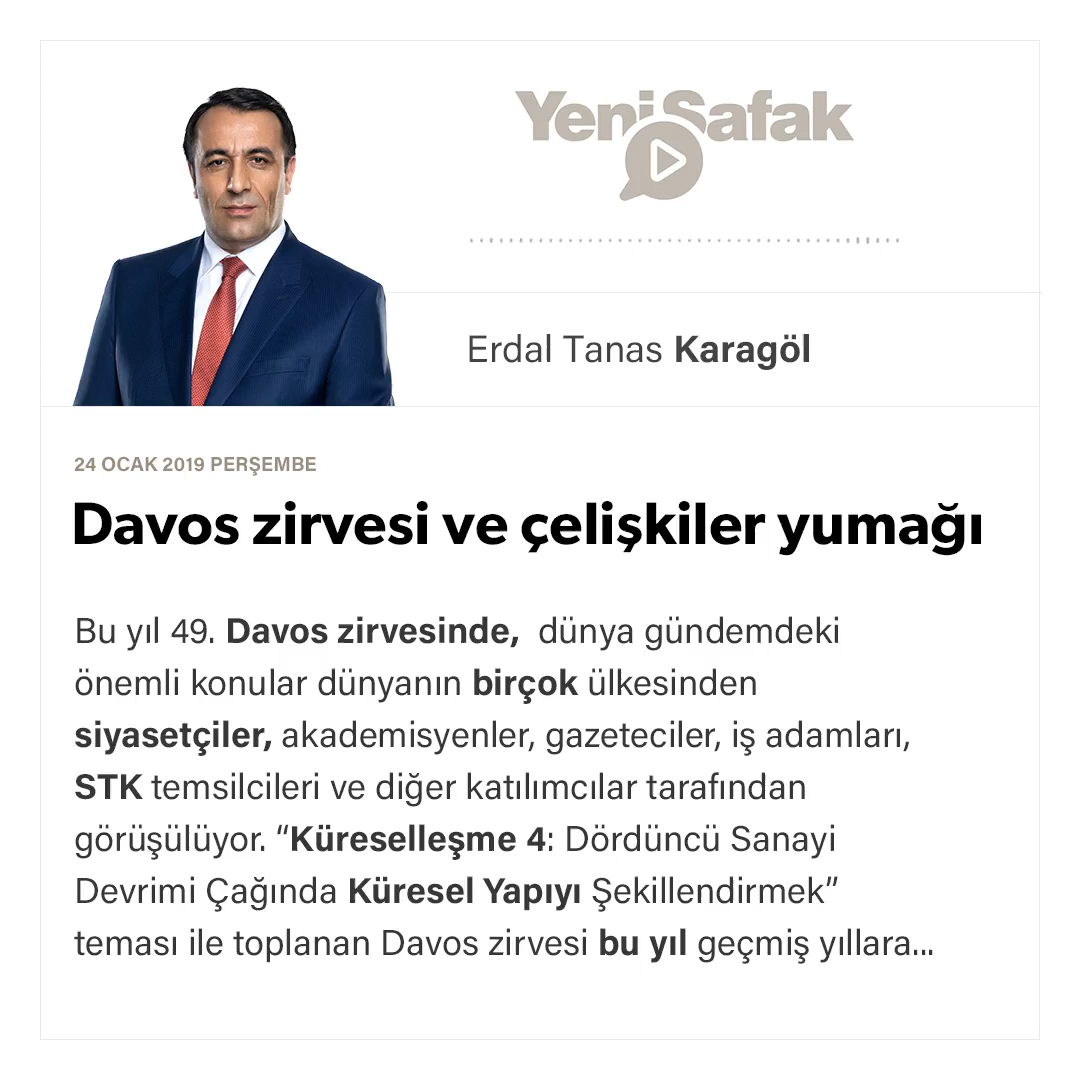 YeniSafak
Erdal Tanas Karagöl
24 OCAK 2019 PERŞEMBE
Davos zirvesi ve çelişkiler yumağı
Bu yıl 49. Davos zirvesinde, dünya gündemdeki
önemli konular dünyanın birçok ülkesinden
siyasetçiler, akademisyenler, gazeteciler, iş adamları,
STK temsilcileri ve diğer katılımcılar tarafından
görüşülüyor. “Küreselleşme 4: Dördüncü Sanayi
Devrimi Çağında Küresel Yapıyı Şekillendirmek”
teması ile toplanan Davos zirvesi bu yıl geçmiş yıllara...